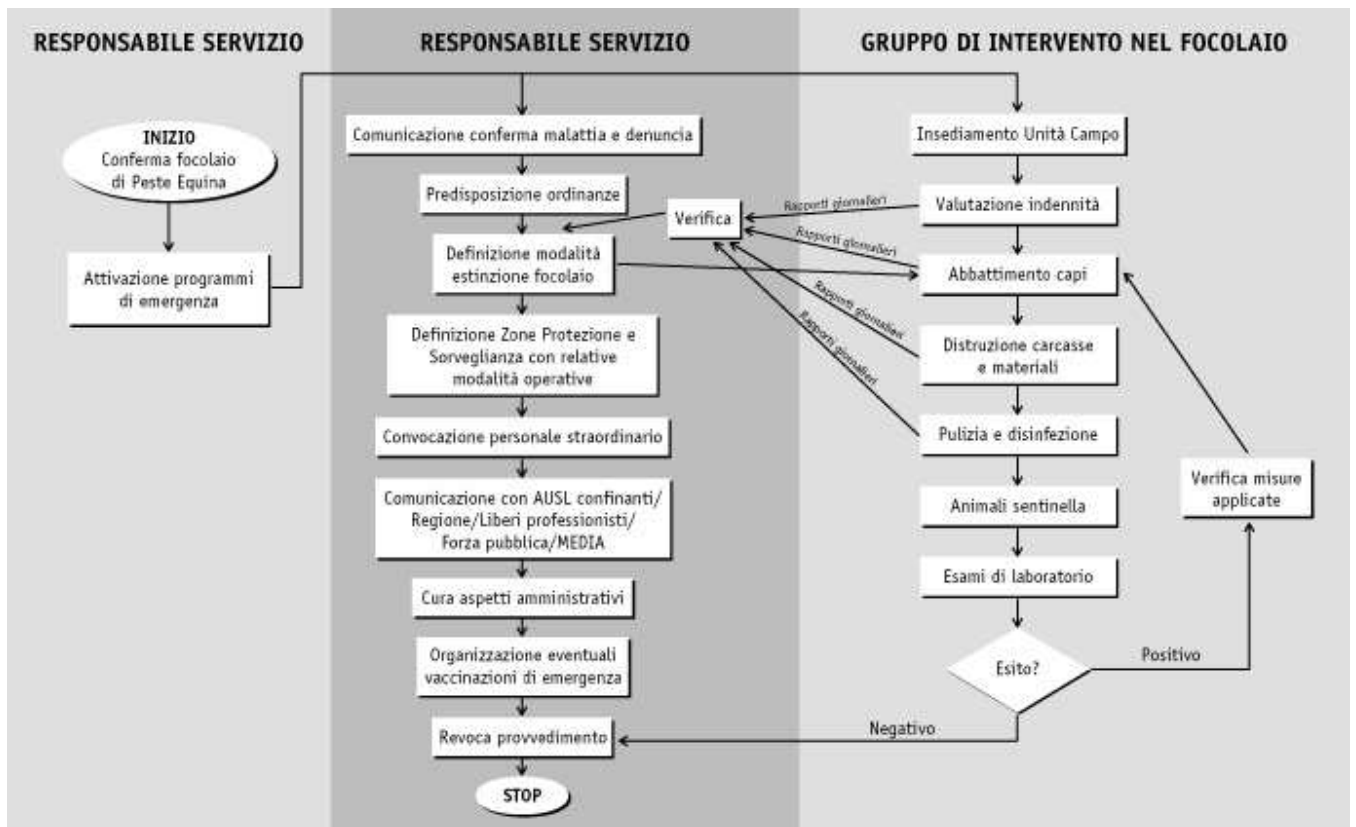 RESPONSABILE SERVIZIO
INIZIO
Conferma focolaio
di Peste Equina
Attivazione programmi
di emergenza
RESPONSABILE SERVIZIO
Comunicazione conferma malattia e denuncia
Predisposizione ordinanze
Verifica
Definizione modalità
estinzione focolaio
Definizione Zone Protezione e
Sorveglianza con relative
modalità operative
Convocazione personale straordinario
Comunicazione con AUSL confinanti/
Regione/Liberi professionisti/
Forza pubblica/MEDIA
Cura aspetti amministrativi
Organizzazione eventuali
vaccinazioni di emergenza
Revoca provvedimento
STOP
GRUPPO DI INTERVENTO NEL FOCOLAIO
Insediamento Unità Campo
Valutazione indennità
Rapporti giornalieri
Abbattimento capi
Rapporti giornalieri
Distruzione carcasse
e materiali
Rapporti giornalieri
Pulizia e disinfezione
Rapporti giornalieri
Animali sentinella
Esami di laboratorio
Esito?
Positivo
Verifica misure
applicate
Negativo